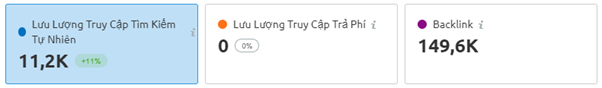 Lưu Lượng Truy Cập Tìm Kiếm
Tự Nhiên
i
11,2K
+11%
Lưu Lượng Truy Cập Trả Phí i
0
0%
Backlink i
149,6K